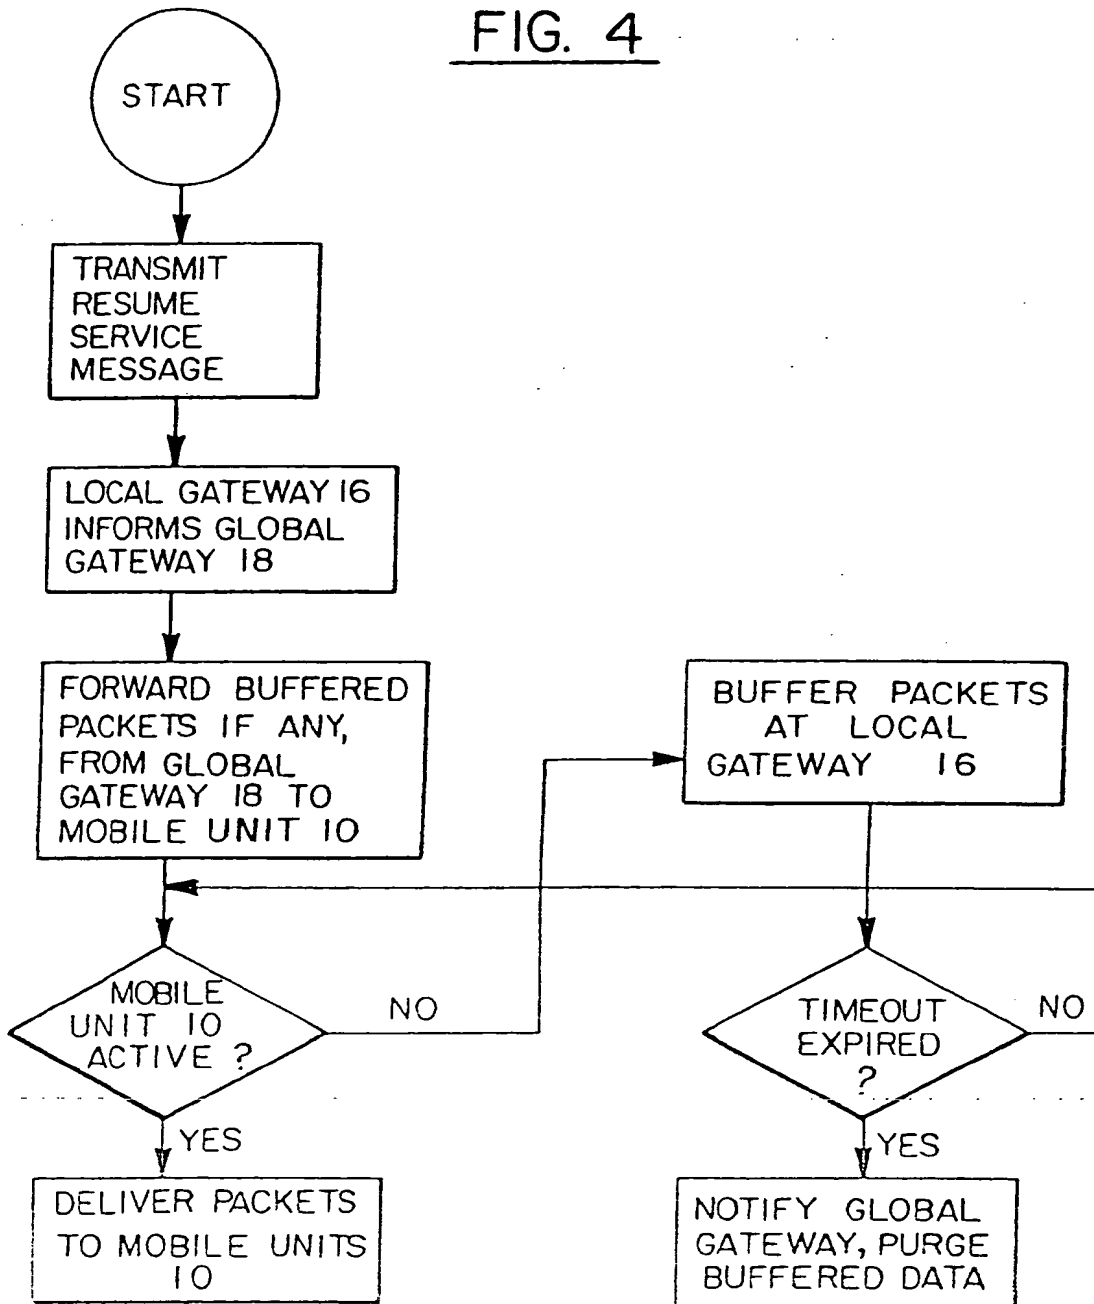 FIG. 4
START
TRANSMIT
RESUME
SERVICE
MESSAGE
LOCAL GATEWAY 16
INFORMS GLOBAL
GATEWAY 18
FORWARD BUFFERED
PACKETS IF ANY,
FROM GLOBAL
GATEWAY 18 TO
MOBILE UNIT 10
BUFFER PACKETS
AT LOCAL
GATEWAY 16
MOBILE
UNIT 10
ACTIVE ?
NO
TIMEOUT
EXPIRED
?
NO
YES
YES
DELIVER PACKETS
TO MOBILE UNITS
10
NOTIFY GLOBAL
GATEWAY, PURGE
BUFFERED DATA